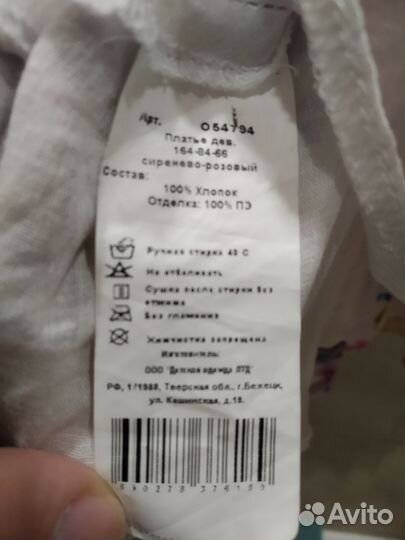 Арт. О54794
Платье дев.
164-84-66
сиренево-розовый
Состав:
100% Хлопок
Отделка: 100% ПЭ
Ручная стирка 40 С
Не отбеливать
Сушка после стирки без
отжима
Без глажения
Химчистка запрещена
Изготовитель:
ООО "Детская одежда ЛТД"
РФ, 171980, Тверская обл., г.Бежецк,
ул. Кашинская, д.18.
Avito